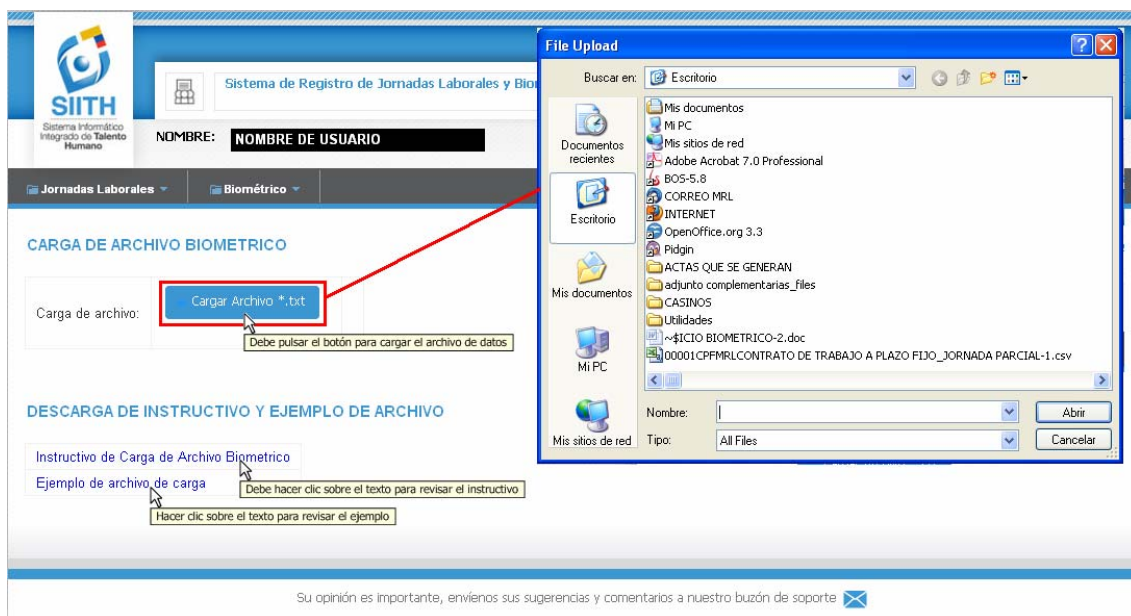 SIITH
Sistema Informático
Integrado de Talento
Humano
Sistema de Registro de Jornadas Laborales y Bio
NOMBRE: NOMBRE DE USUARIO
Jornadas Laborales
Biométrico
CARGA DE ARCHIVO BIOMETRICO
Carga de archivo:
Cargar Archivo *.txt
Debe pulsar el botón para cargar el archivo de datos
DESCARGA DE INSTRUCTIVO Y EJEMPLO DE ARCHIVO
Instructivo de Carga de Archivo Biometrico
Debe hacer clic sobre el texto para revisar el instructivo
Ejemplo de archivo de carga
Hacer clic sobre el texto para revisar el ejemplo
File Upload
Buscar en: Escritorio
Documentos
recientes
Escritorio
Mis documentos
Mi PC
Mis sitios de red
Mis documentos
Mi PC
Mis sitios de red
Adobe Acrobat 7.0 Professional
BOS-5.8
CORREO MRL
INTERNET
OpenOffice.org 3.3
Pidgin
ACTAS QUE SE GENERAN
adjunto complementarias_files
CASINOS
Utilidades
~$ICIO BIOMETRICO-2.doc
00001CPFMRLCONTRATO DE TRABAJO A PLAZO FIJO_JORNADA PARCIAL-1.csv
Nombre:
Abrir
Tipo: All Files
Cancelar
Su opinión es importante, envíenos sus sugerencias y comentarios a nuestro buzón de soporte